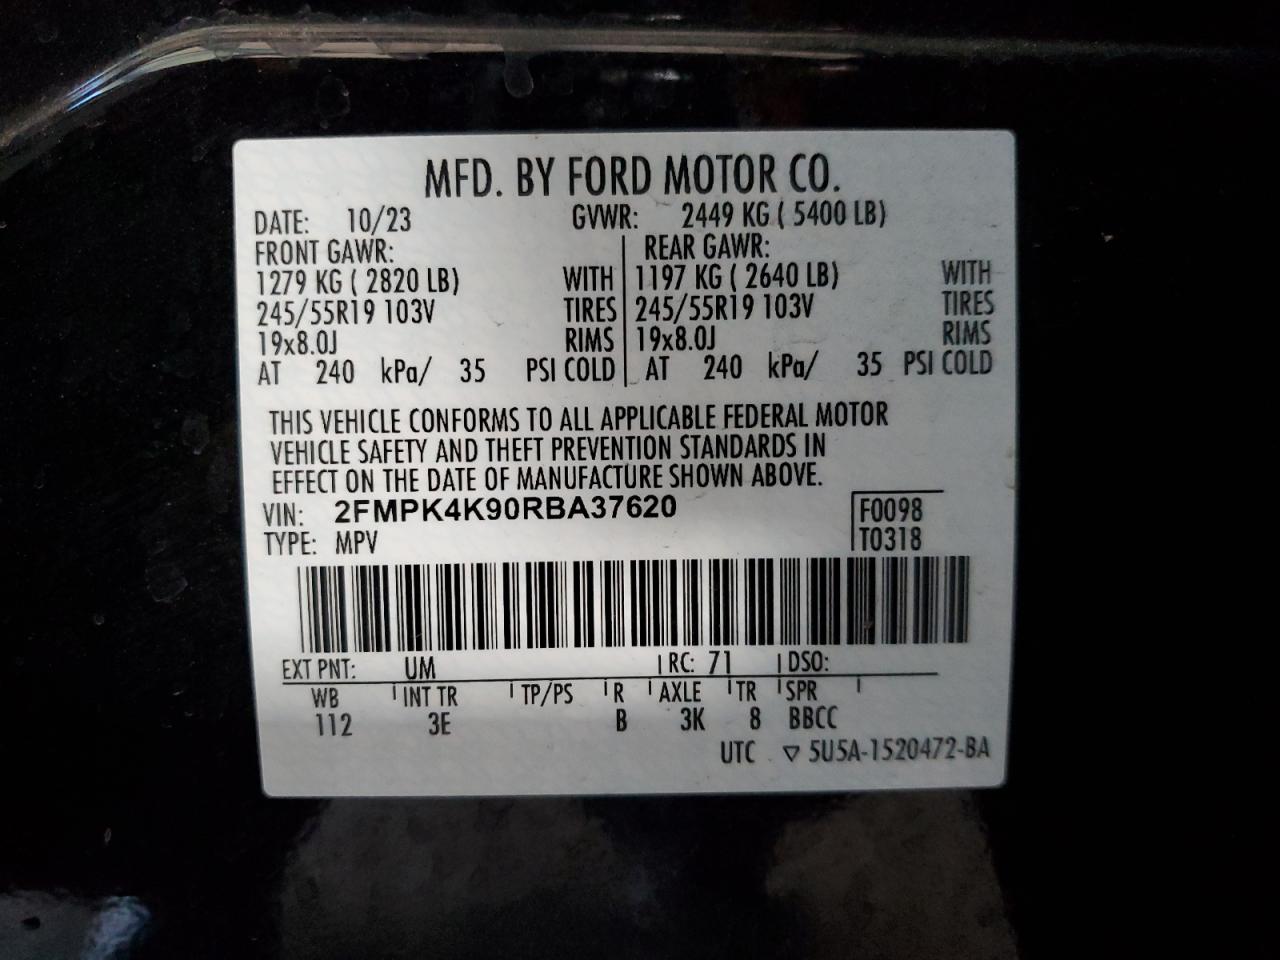 MFD. BY FORD MOTOR CO.
DATE: 10/23 GVWR: 2449 KG ( 5400 LB)
FRONT GAWR: REAR GAWR:
1279 KG ( 2820 LB) WITH 1197 KG ( 2640 LB) WITH
245/55R19 103V TIRES 245/55R19 103V TIRES
19x8.0J RIMS 19x8.0J RIMS
AT 240 kPa/ 35 PSI COLD AT 240 kPa/ 35 PSI COLD
THIS VEHICLE CONFORMS TO ALL APPLICABLE FEDERAL MOTOR
VEHICLE SAFETY AND THEFT PREVENTION STANDARDS IN
EFFECT ON THE DATE OF MANUFACTURE SHOWN ABOVE.
VIN: 2FMPK4K90RBA37620 F0098
TYPE: MPV T0318
EXT PNT: UM RC: 71 DSO:
WB INT TR TP/PS R AXLE TR SPR
112 3E B 3K 8 BBCC
UTC ▽ 5U5A-1520472-BA